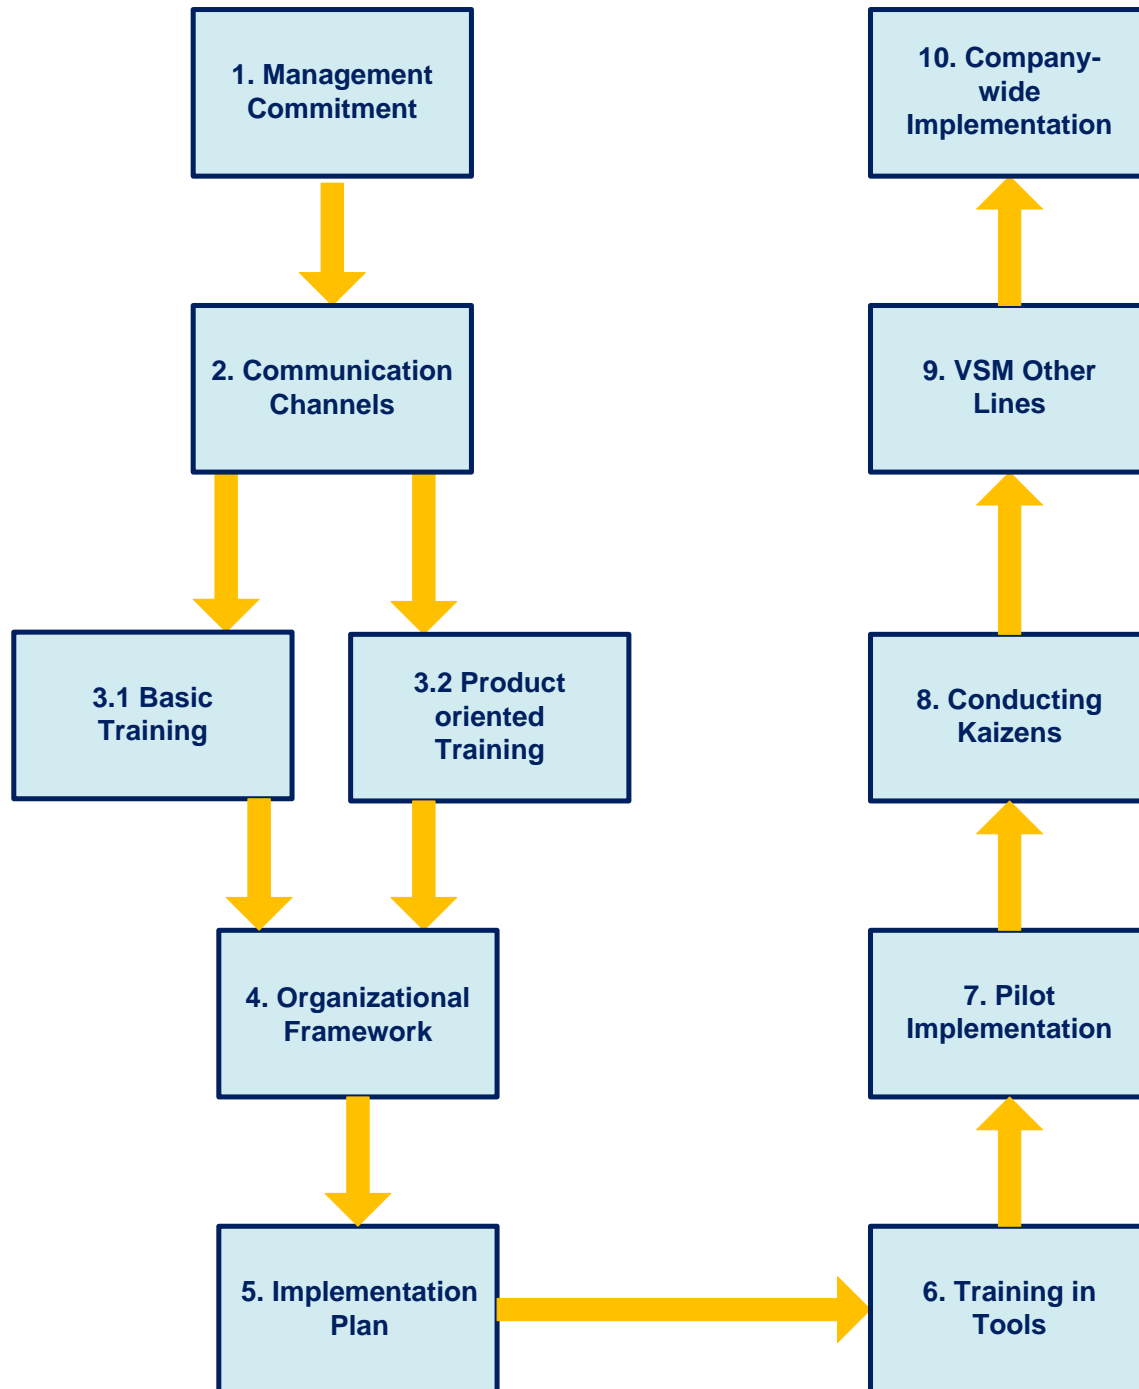 1. Management
Commitment
2. Communication
Channels
3.1 Basic
Training
3.2 Product
oriented
Training
4. Organizational
Framework
5. Implementation
Plan
6. Training in
Tools
7. Pilot
Implementation
8. Conducting
Kaizens
9. VSM Other
Lines
10. Company-
wide
Implementation